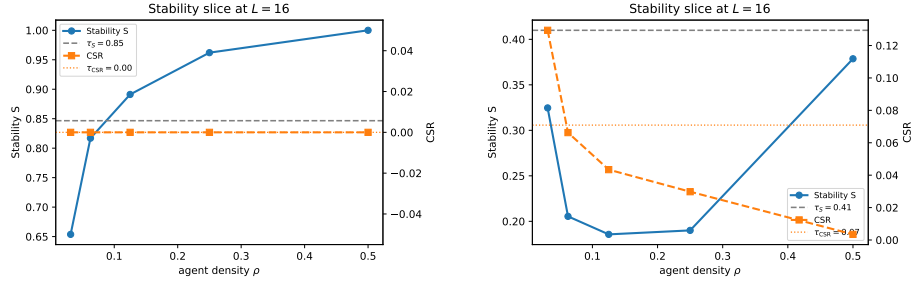 Stability slice at L = 16
Stability S
τS = 0.85
CSR
τCSR = 0.00
1.00
0.95
0.90
0.85
0.80
0.75
0.70
0.65
Stability S
0.04
0.02
0.00
−0.02
−0.04
CSR
0.1
0.2
0.3
0.4
0.5
agent density ρ
Stability slice at L = 16
0.40
0.35
0.30
0.25
0.20
Stability S
0.12
0.10
0.08
0.06
0.04
0.02
0.00
CSR
Stability S
τS = 0.41
CSR
τCSR = 0.07
0.1
0.2
0.3
0.4
0.5
agent density ρ